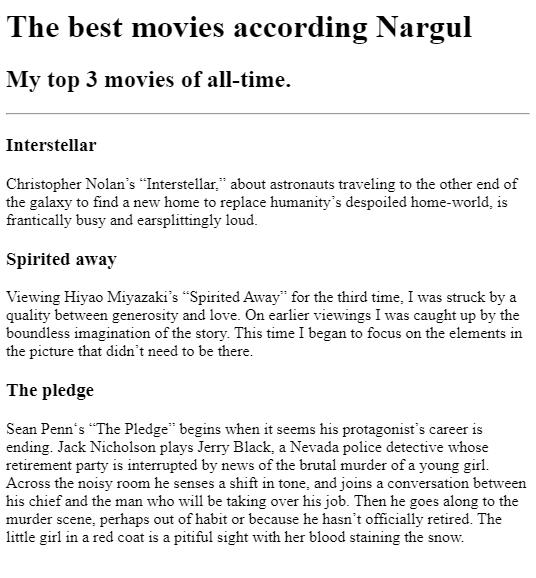 The best movies according Nargul
My top 3 movies of all-time.
Interstellar
Christopher Nolan’s “Interstellar,” about astronauts traveling to the other end of
the galaxy to find a new home to replace humanity’s despoiled home-world, is
frantically busy and earsplittingly loud.
Spirited away
Viewing Hiyao Miyazaki’s “Spirited Away” for the third time, I was struck by a
quality between generosity and love. On earlier viewings I was caught up by the
boundless imagination of the story. This time I began to focus on the elements in
the picture that didn’t need to be there.
The pledge
Sean Penn‘s “The Pledge” begins when it seems his protagonist’s career is
ending. Jack Nicholson plays Jerry Black, a Nevada police detective whose
retirement party is interrupted by news of the brutal murder of a young girl.
Across the noisy room he senses a shift in tone, and joins a conversation between
his chief and the man who will be taking over his job. Then he goes along to the
murder scene, perhaps out of habit or because he hasn’t officially retired. The
little girl in a red coat is a pitiful sight with her blood staining the snow.